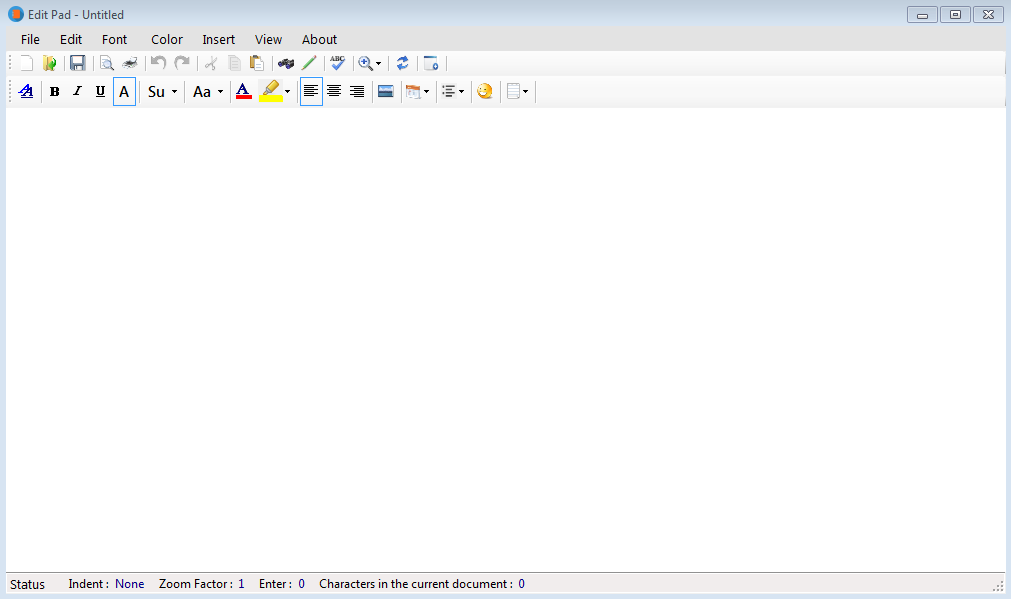 Edit Pad - Untitled
File Edit Font Color Insert View About
ABC
A B I U A Su Aa A
Status Indent : None Zoom Factor : 1 Enter : 0 Characters in the current document : 0